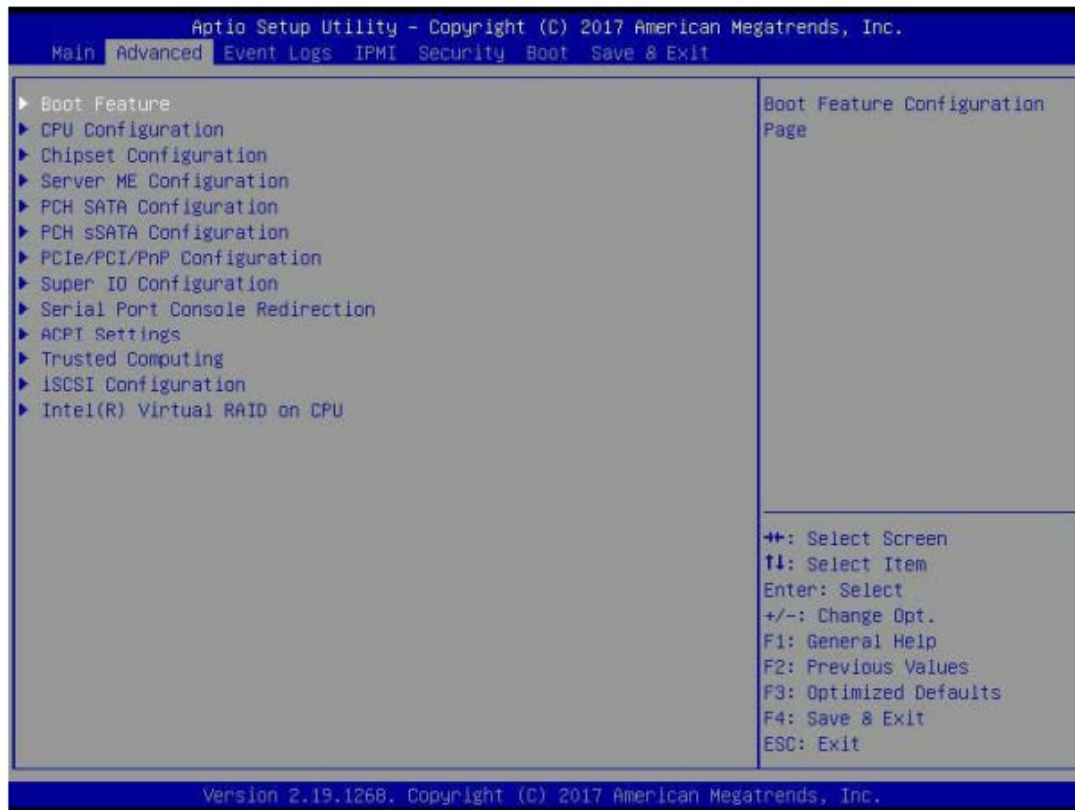 Aptio Setup Utility – Copyright (C) 2017 American Megatrends, Inc.
Main Advanced Event Logs IPMI Security Boot Save & Exit
▶ Boot Feature
▶ CPU Configuration
▶ Chipset Configuration
▶ Server ME Configuration
▶ PCH SATA Configuration
▶ PCH sSATA Configuration
▶ PCIe/PCI/PnP Configuration
▶ Super IO Configuration
▶ Serial Port Console Redirection
▶ ACPI Settings
▶ Trusted Computing
▶ iSCSI Configuration
▶ Intel(R) Virtual RAID on CPU
Boot Feature Configuration
Page
→←: Select Screen
↑↓: Select Item
Enter: Select
+/-: Change Opt.
F1: General Help
F2: Previous Values
F3: Optimized Defaults
F4: Save & Exit
ESC: Exit
Version 2.19.1268. Copyright (C) 2017 American Megatrends, Inc.